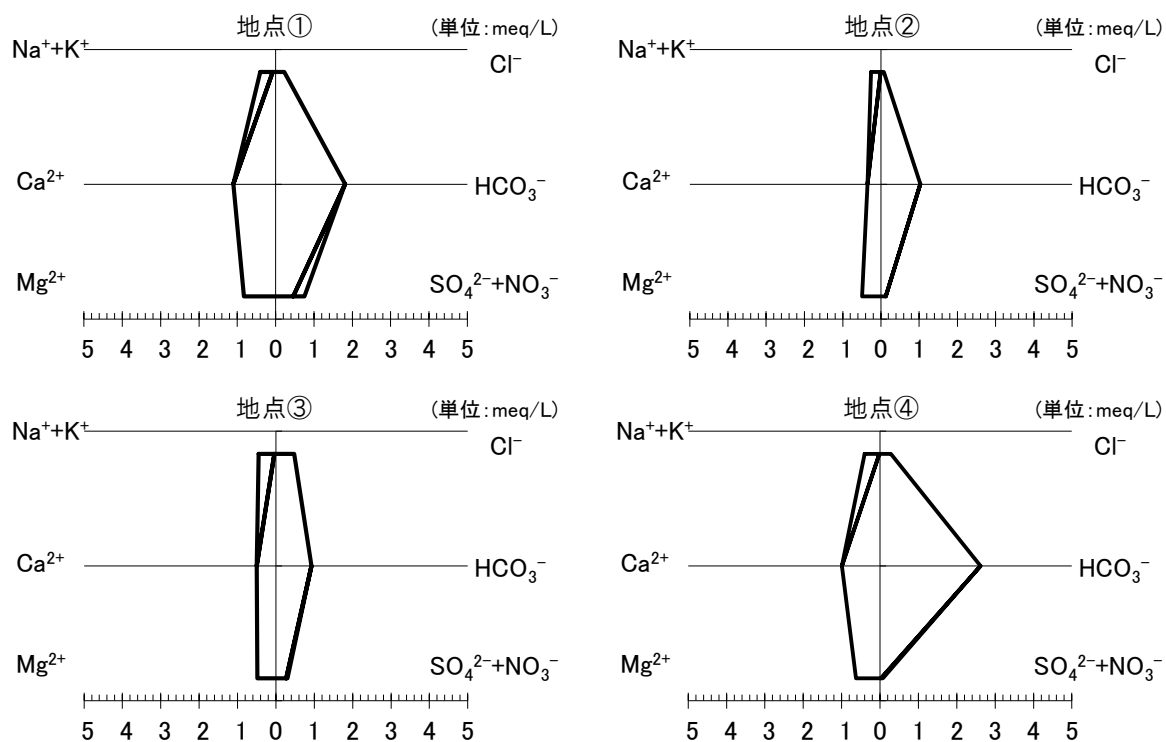 地点①
(単位:meq/L)
Na⁺+K⁺
Cl⁻
Ca²⁺
HCO₃⁻
Mg²⁺
SO₄²⁻+NO₃⁻
5 4 3 2 1 0 1 2 3 4 5
地点②
(単位:meq/L)
Na⁺+K⁺
Cl⁻
Ca²⁺
HCO₃⁻
Mg²⁺
SO₄²⁻+NO₃⁻
5 4 3 2 1 0 1 2 3 4 5
地点③
(単位:meq/L)
Na⁺+K⁺
Cl⁻
Ca²⁺
HCO₃⁻
Mg²⁺
SO₄²⁻+NO₃⁻
5 4 3 2 1 0 1 2 3 4 5
地点④
(単位:meq/L)
Na⁺+K⁺
Cl⁻
Ca²⁺
HCO₃⁻
Mg²⁺
SO₄²⁻+NO₃⁻
5 4 3 2 1 0 1 2 3 4 5